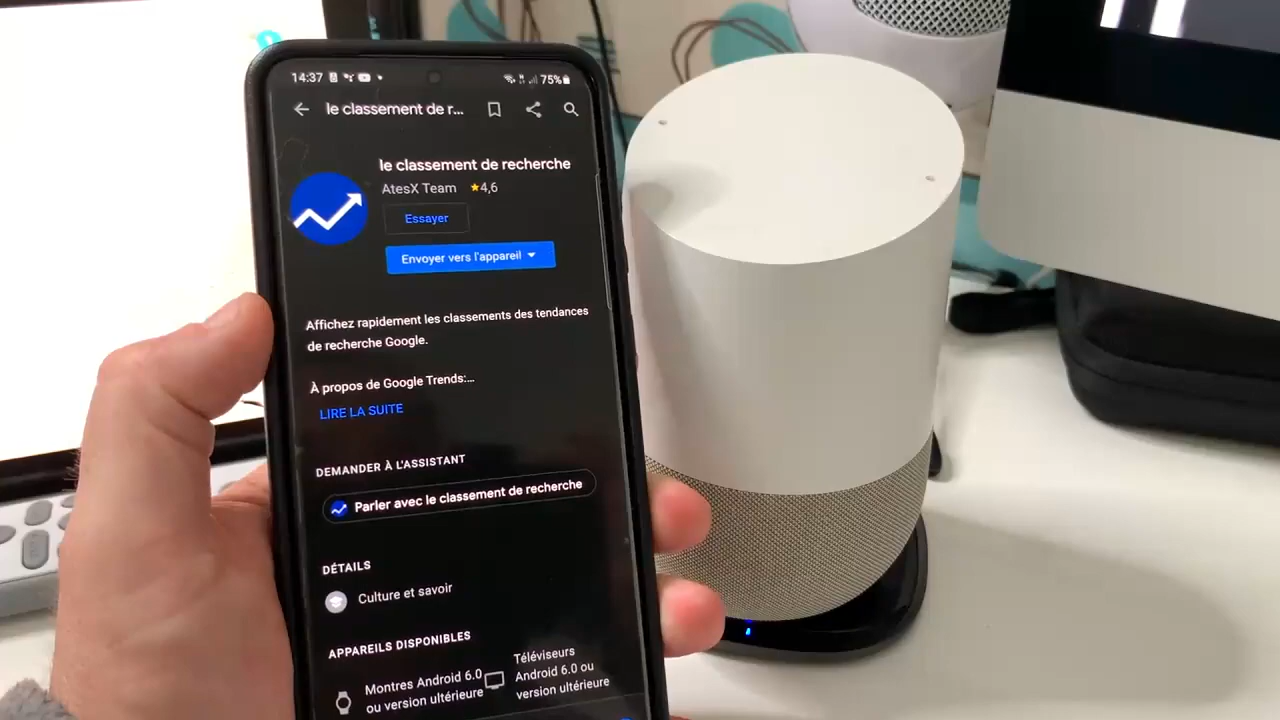 14:37 75%
le classement de r...
le classement de recherche
AtesX Team ★4,6
Essayer
Envoyer vers l'appareil
Affichez rapidement les classements des tendances
de recherche Google.
À propos de Google Trends:...
LIRE LA SUITE
DEMANDER À L'ASSISTANT
Parler avec le classement de recherche
DÉTAILS
Culture et savoir
APPAREILS DISPONIBLES
Montres Android 6.0
ou version ultérieure
Téléviseurs
Android 6.0 ou
version ultérieure